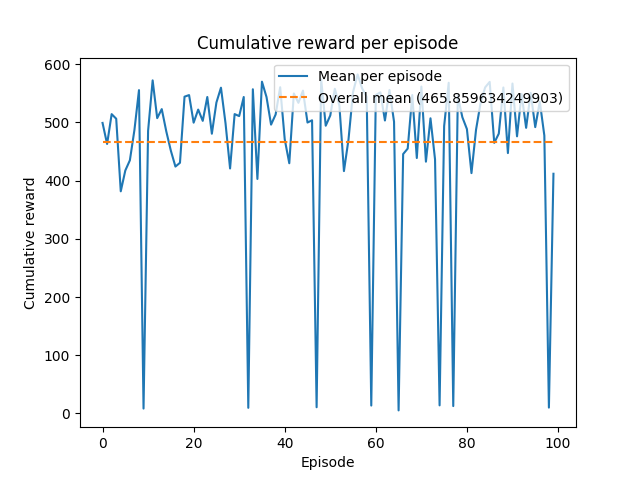 Cumulative reward per episode
Mean per episode
Overall mean (465.859634249903)
600
500
400
300
200
100
0
Cumulative reward
0 20 40 60 80 100
Episode